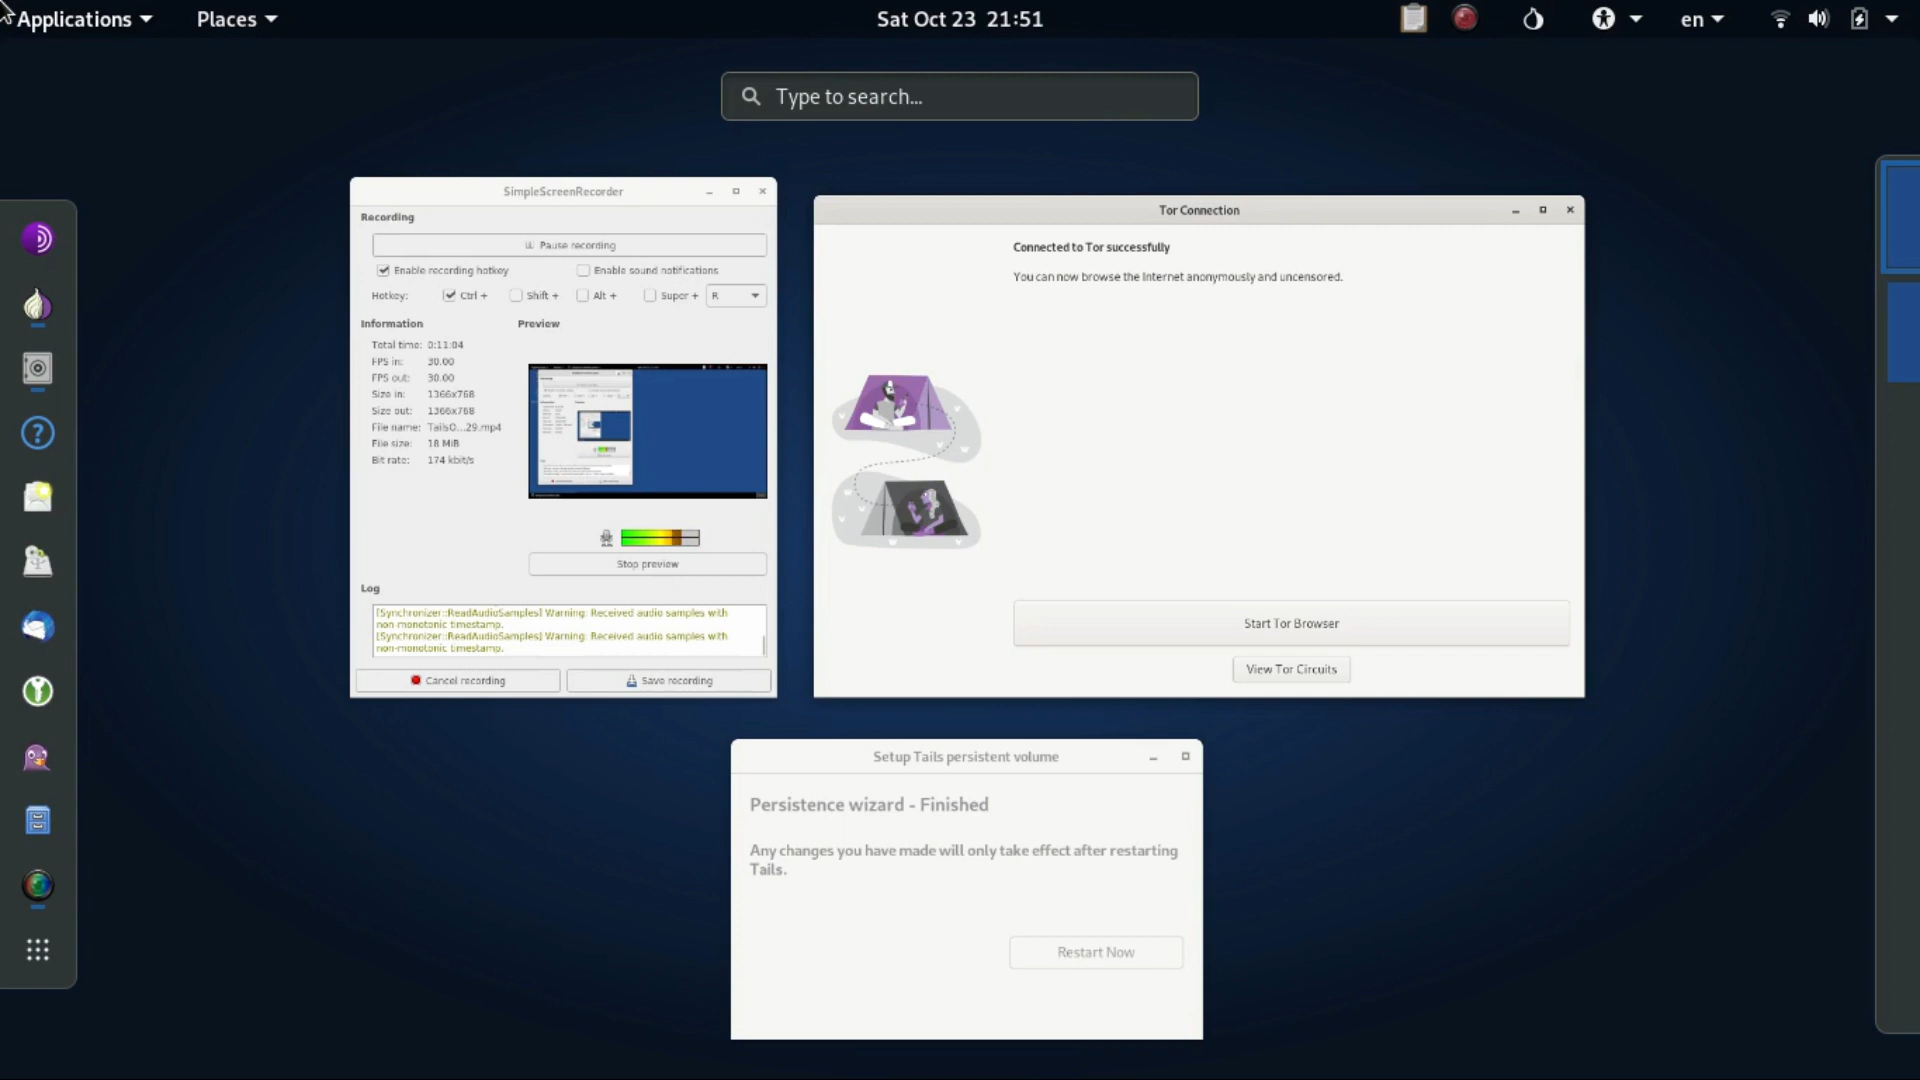 Applications
Places
Sat Oct 23 21:51
en
Type to search...
SimpleScreenRecorder
Recording
Pause recording
Enable recording hotkey
Enable sound notifications
Hotkey:
Ctrl +
Shift +
Alt +
Super +
R
Information
Preview
Total time: 0:11:04
FPS in: 30.00
FPS out: 30.00
Size in: 1366x768
Size out: 1366x768
File name: TailsO...29.mp4
File size: 18 MiB
Bit rate: 174 kbit/s
Stop preview
Log
[Synchronizer::ReadAudioSamples] Warning: Received audio samples with
non-monotonic timestamp.
[Synchronizer::ReadAudioSamples] Warning: Received audio samples with
non-monotonic timestamp.
Cancel recording
Save recording
Tor Connection
Connected to Tor successfully
You can now browse the Internet anonymously and uncensored.
Start Tor Browser
View Tor Circuits
Setup Tails persistent volume
Persistence wizard - Finished
Any changes you have made will only take effect after restarting
Tails.
Restart Now